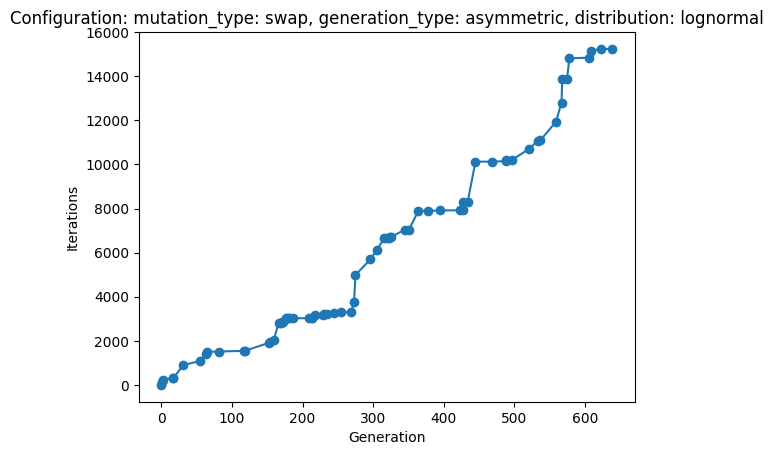 Configuration: mutation_type: swap, generation_type: asymmetric, distribution: lognormal
16000
14000
12000
10000
8000
6000
4000
2000
0
Iterations
0 100 200 300 400 500 600
Generation